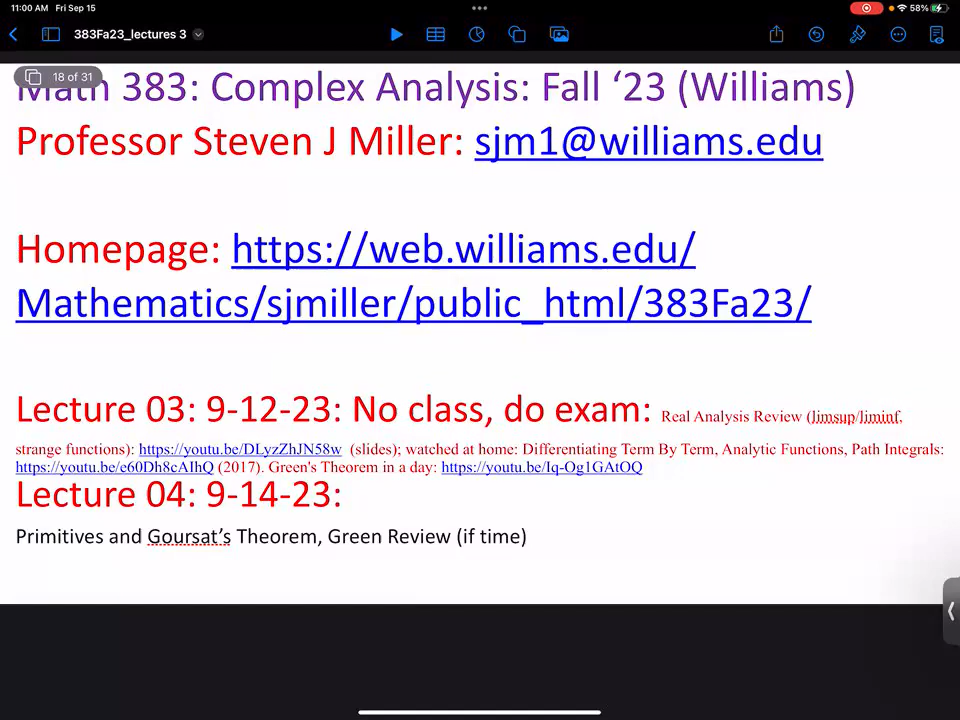 11:00 AM Fri Sep 15
58%
383Fa23_lectures 3
18 of 31
Math 383: Complex Analysis: Fall ‘23 (Williams)
Professor Steven J Miller: sjm1@williams.edu
Homepage: https://web.williams.edu/
Mathematics/sjmiller/public_html/383Fa23/
Lecture 03: 9-12-23: No class, do exam: Real Analysis Review (limsup/liminf,
strange functions): https://youtu.be/DLyzZhJN58w (slides); watched at home: Differentiating Term By Term, Analytic Functions, Path Integrals:
https://youtu.be/e60Dh8cAIhQ (2017). Green's Theorem in a day: https://youtu.be/Iq-Og1GAtOQ
Lecture 04: 9-14-23:
Primitives and Goursat’s Theorem, Green Review (if time)